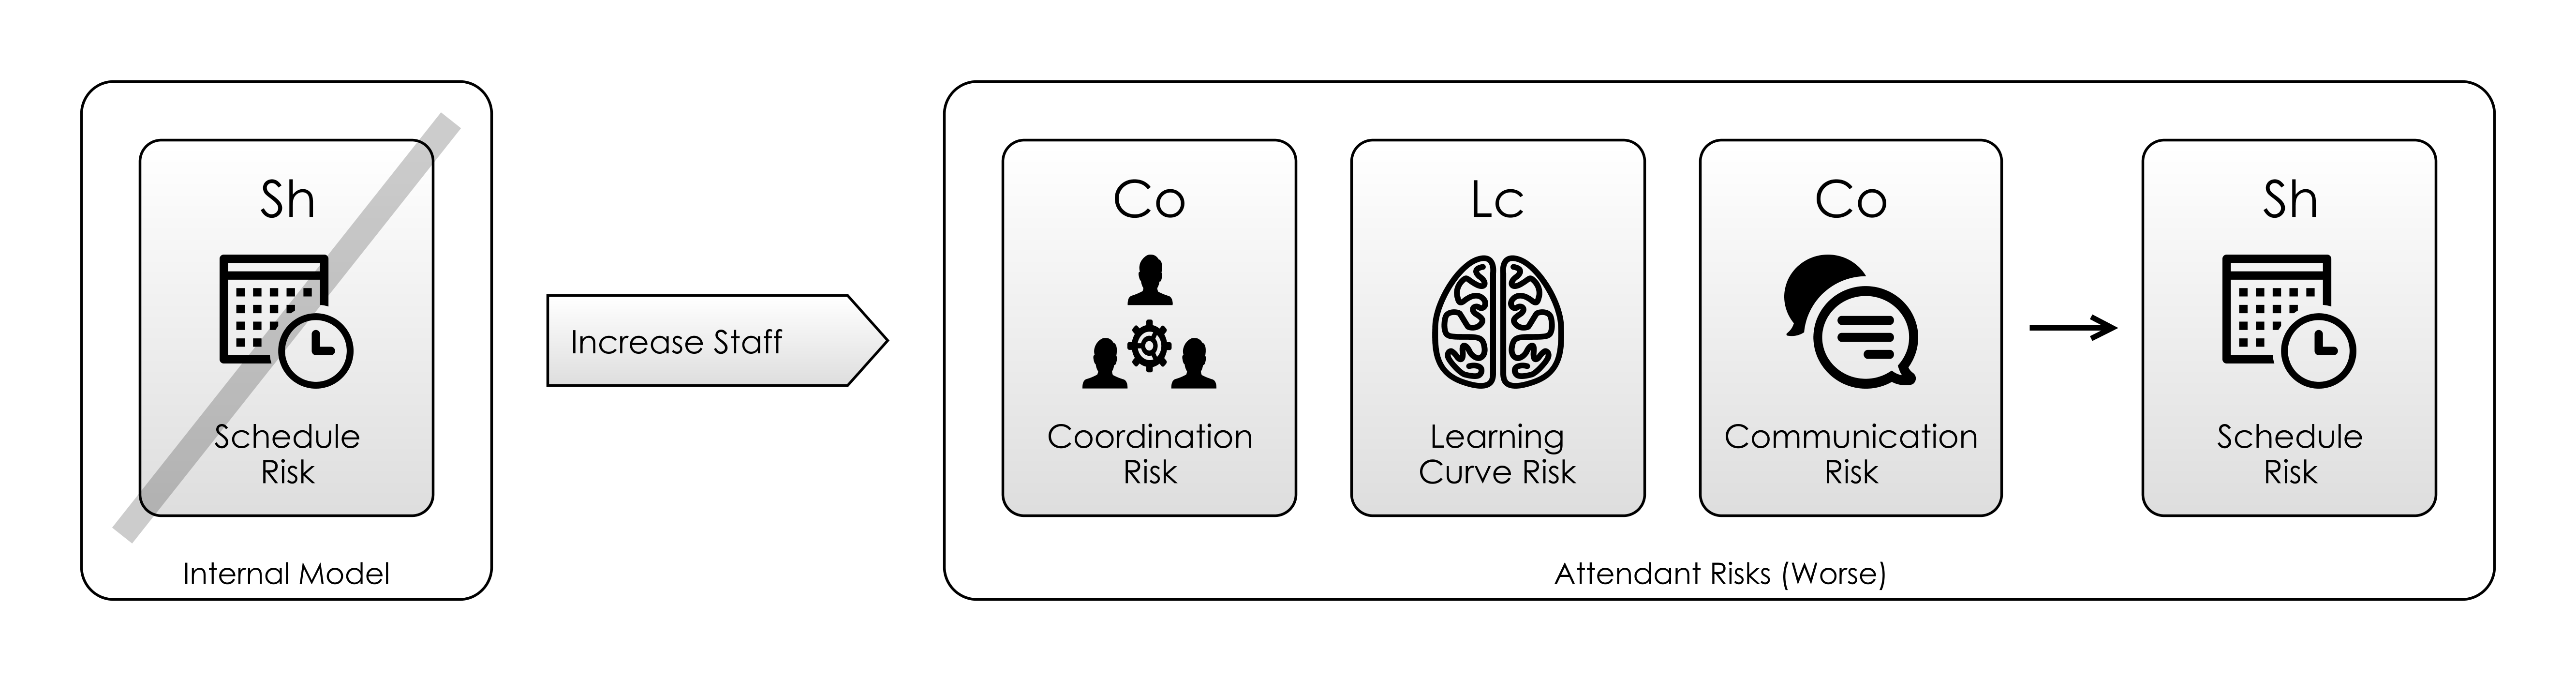 Sh
Schedule
Risk
Internal Model
Increase Staff
Co
Coordination
Risk
Lc
Learning
Curve Risk
Co
Communication
Risk
Sh
Schedule
Risk
Attendant Risks (Worse)